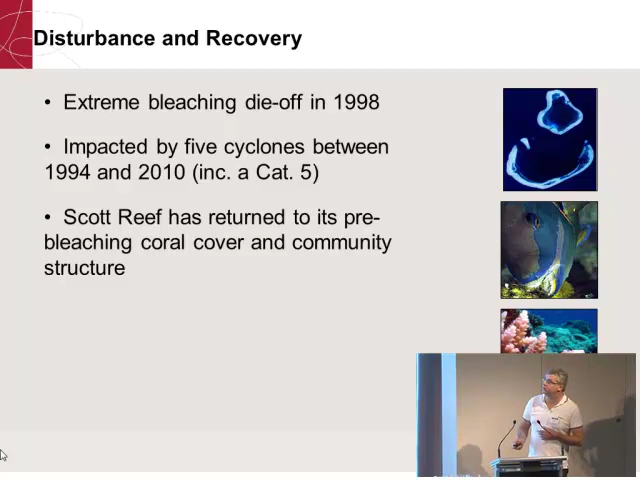 Disturbance and Recovery
• Extreme bleaching die-off in 1998
• Impacted by five cyclones between
1994 and 2010 (inc. a Cat. 5)
• Scott Reef has returned to its pre-
bleaching coral cover and community
structure